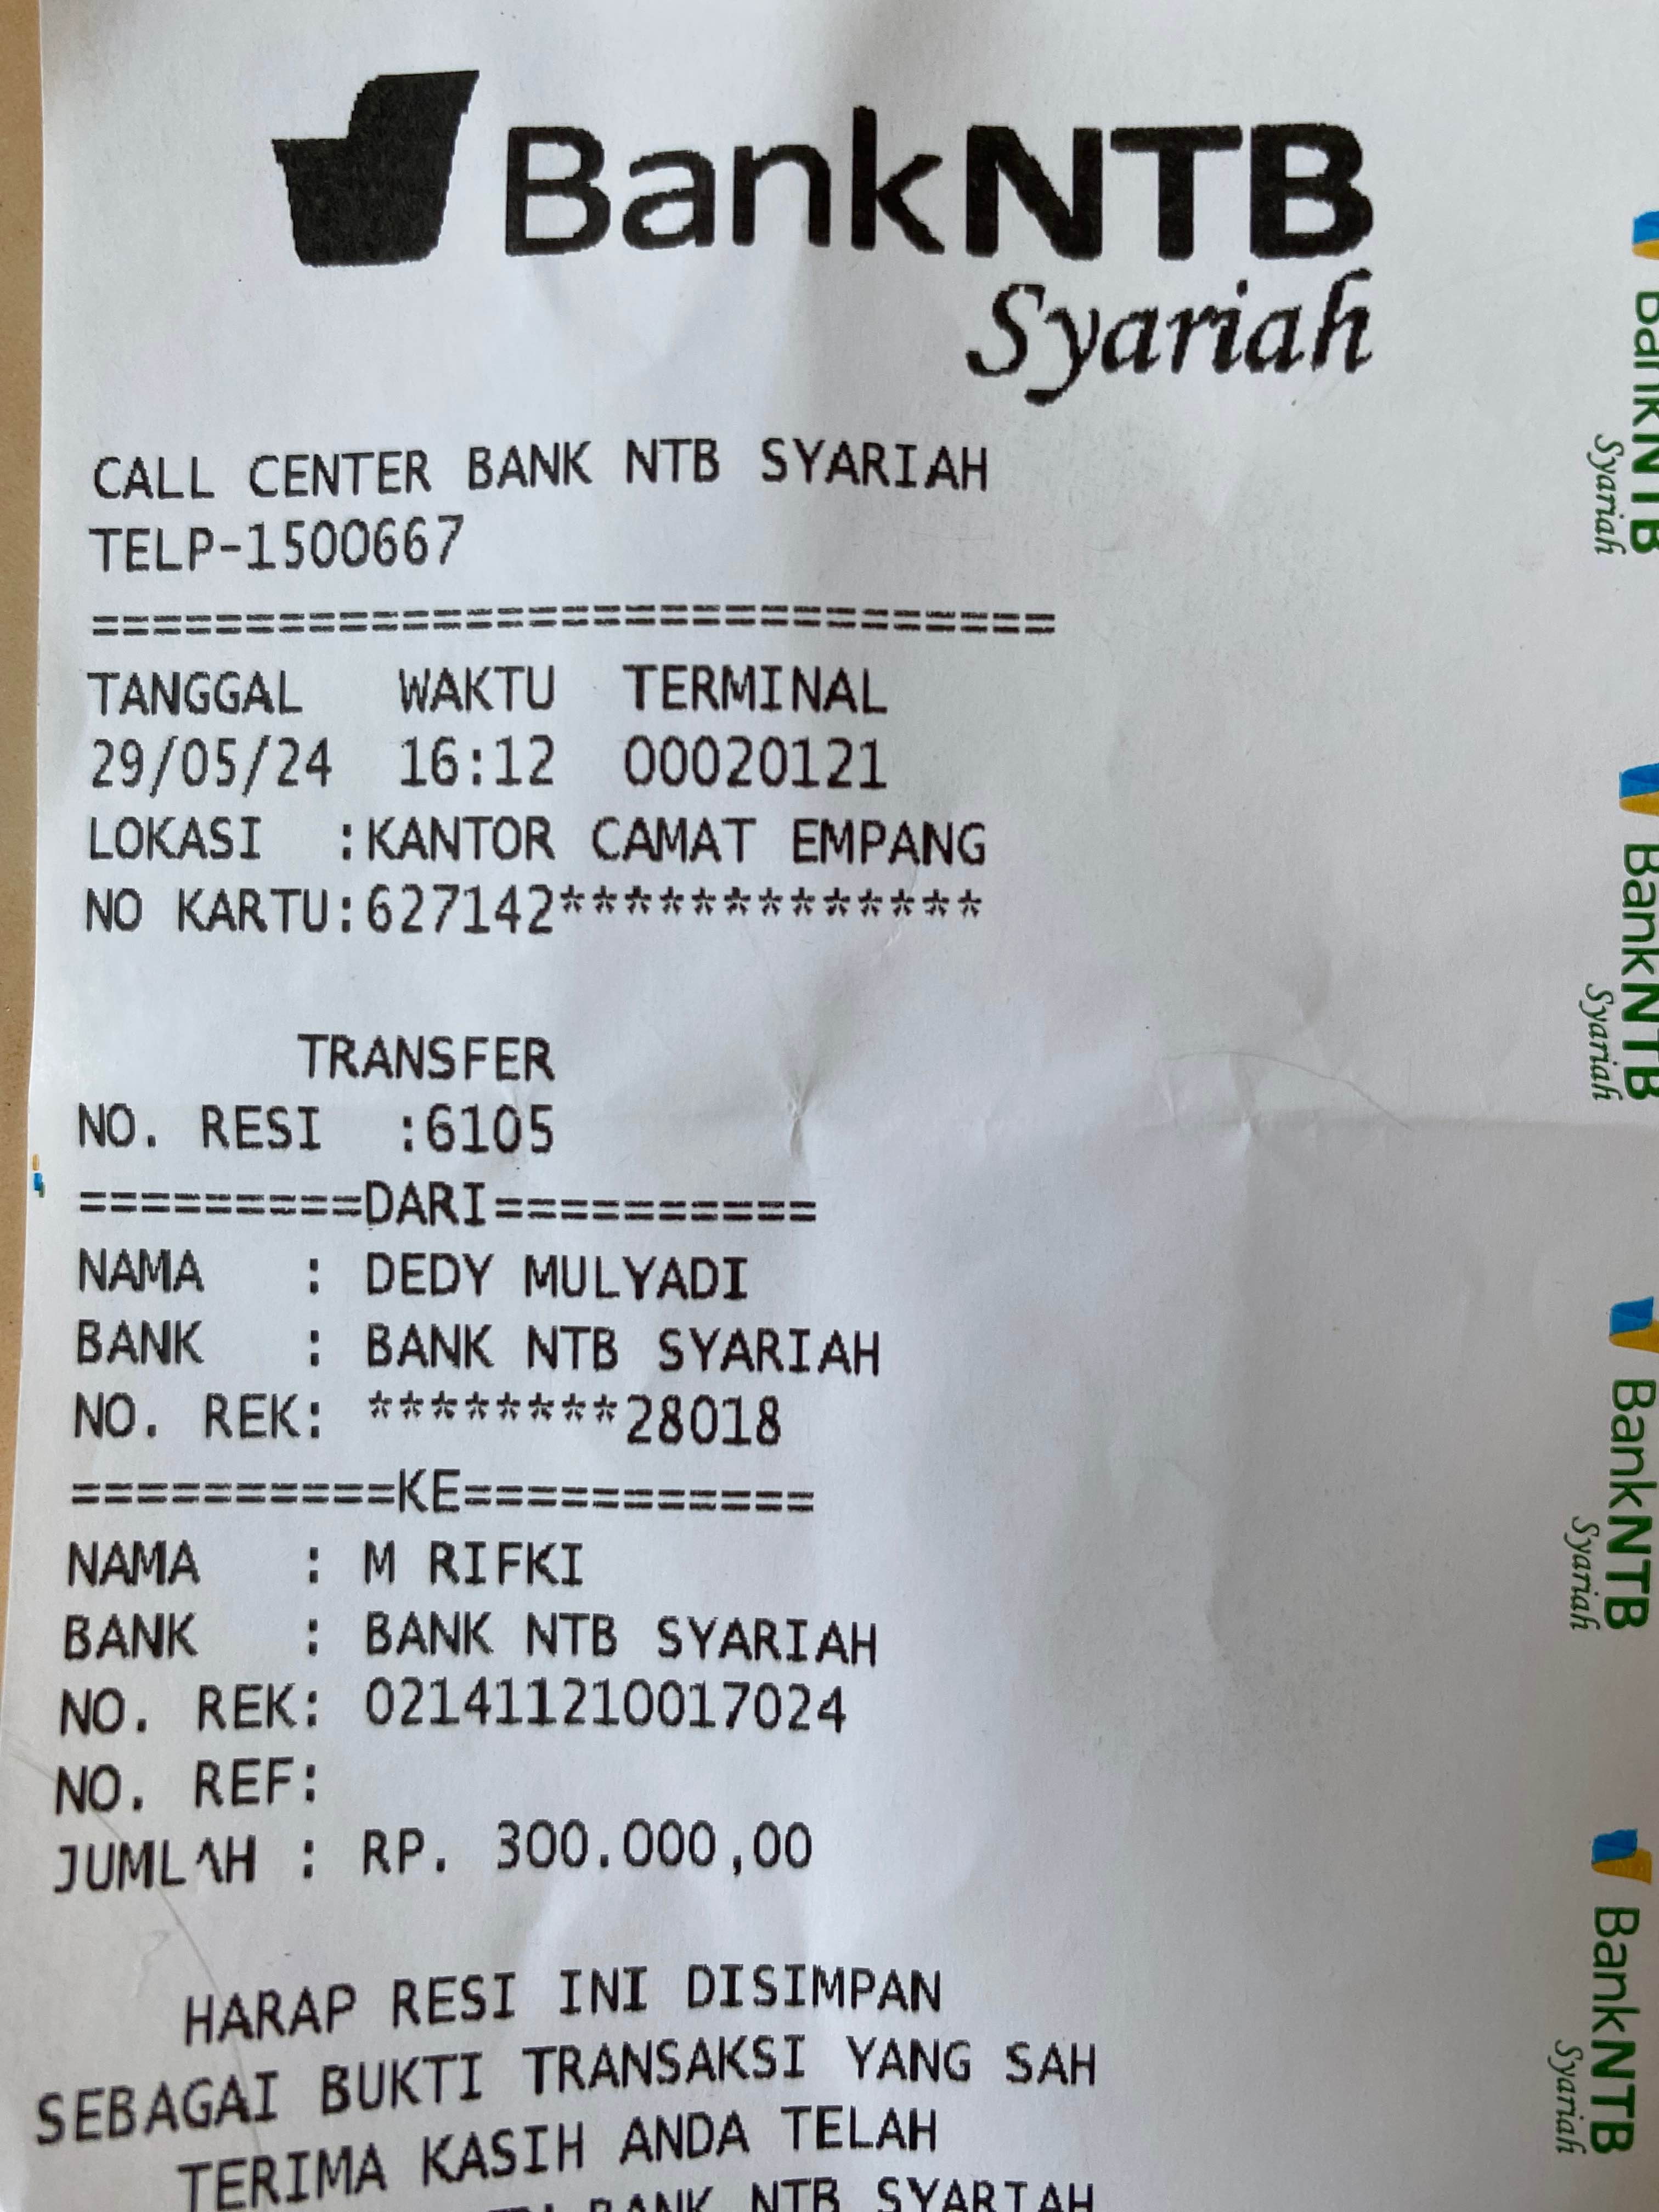 BankNTB
Syariah
CALL CENTER BANK NTB SYARIAH
TELP-1500667
===============================
TANGGAL WAKTU TERMINAL
29/05/24 16:12 00020121
LOKASI :KANTOR CAMAT EMPANG
NO KARTU:627142*************
TRANSFER
NO. RESI :6105
=========DARI==========
NAMA : DEDY MULYADI
BANK : BANK NTB SYARIAH
NO. REK: ********28018
==========KE===========
NAMA : M RIFKI
BANK : BANK NTB SYARIAH
NO. REK: 021411210017024
NO. REF:
JUMLAH : RP. 300.000,00
HARAP RESI INI DISIMPAN
SEBAGAI BUKTI TRANSAKSI YANG SAH
TERIMA KASIH ANDA TELAH
BANK NTB SYARIAH
BankNTB
Syariah
BankNTB
Syariah
BankNTB
Syariah
BankNTB
Syariah